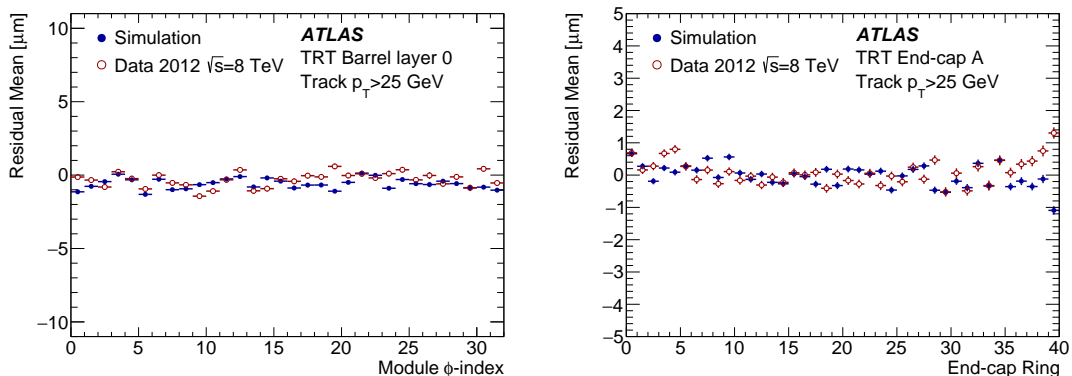 Residual Mean [μm]
10
5
0
−5
−10
Simulation
Data 2012 √s=8 TeV
ATLAS
TRT Barrel layer 0
Track pT>25 GeV
0 5 10 15 20 25 30
Module ϕ-index
Residual Mean [μm]
5
4
3
2
1
0
−1
−2
−3
−4
−5
Simulation
Data 2012 √s=8 TeV
ATLAS
TRT End-cap A
Track pT>25 GeV
0 5 10 15 20 25 30 35 40
End-cap Ring